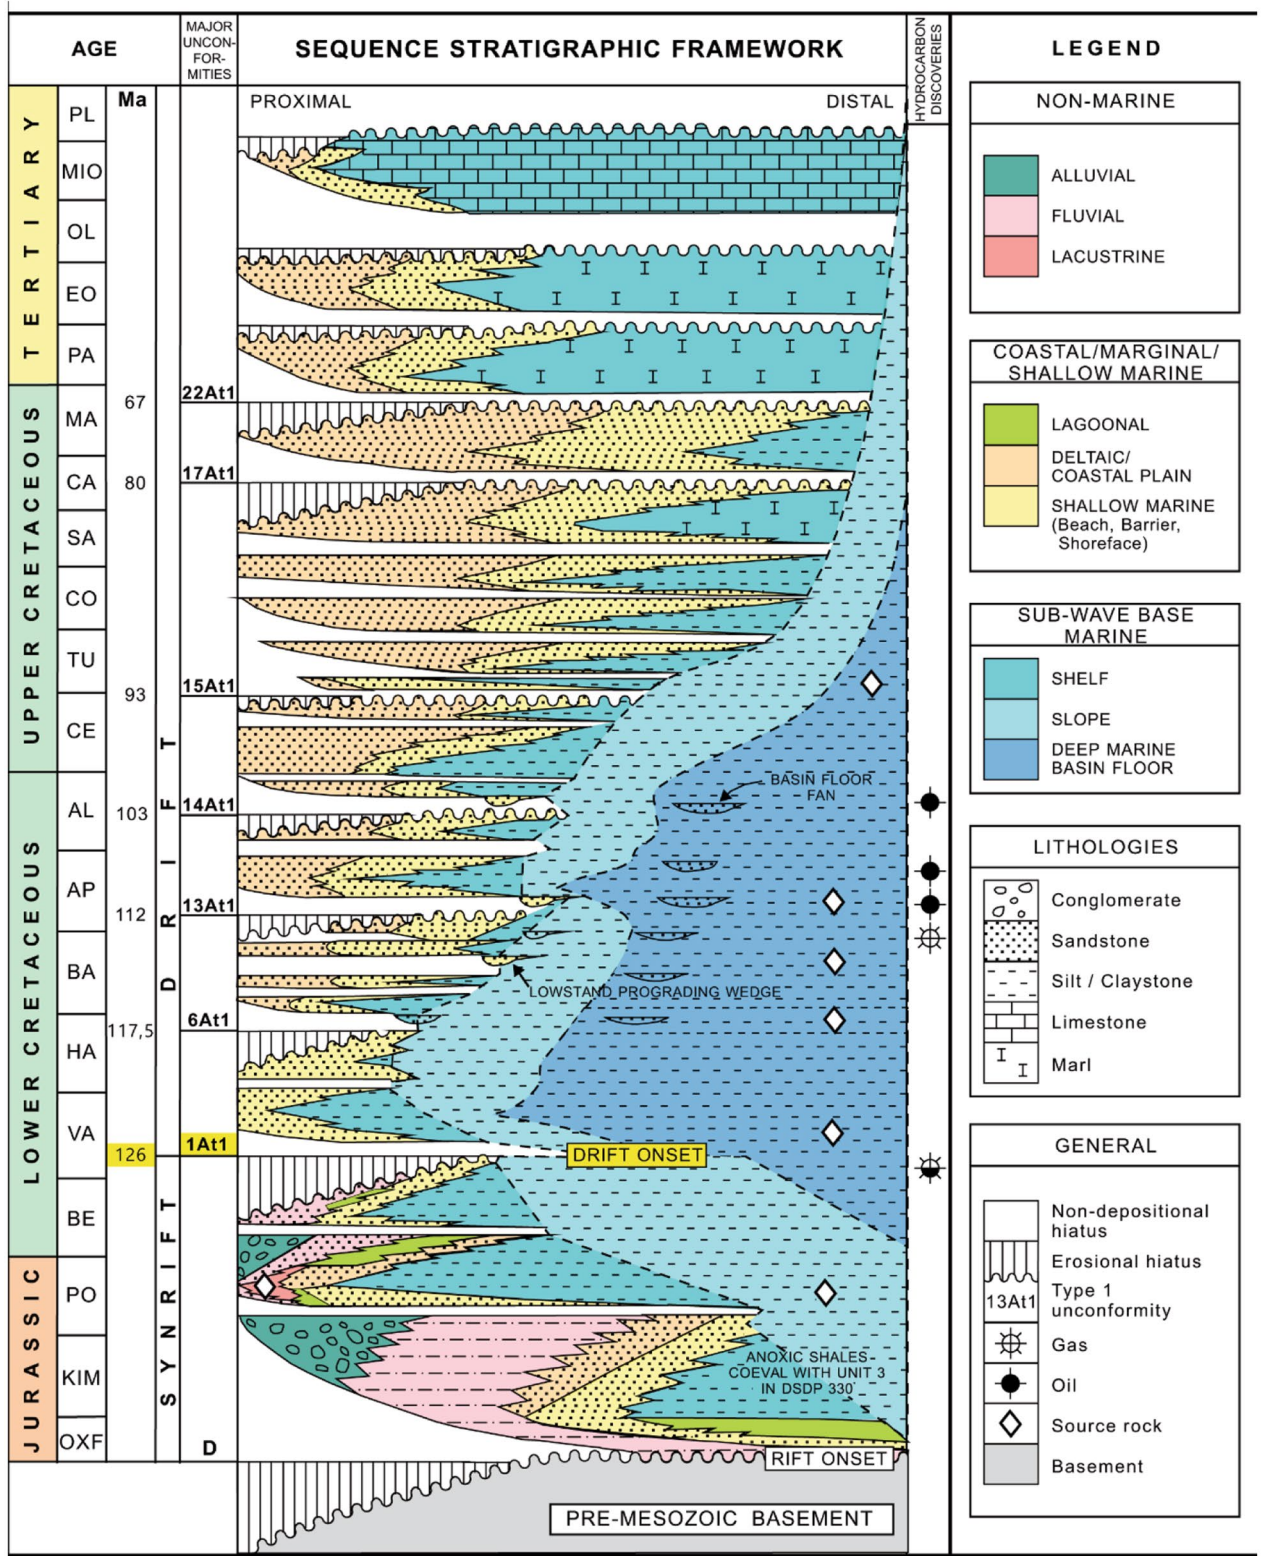 AGE
MAJOR
UNCON-
FOR-
MITIES
SEQUENCE STRATIGRAPHIC FRAMEWORK
HYDROCARBON
DISCOVERIES
LEGEND
Ma
PROXIMAL
DISTAL
TERTIARY
PL
MIO
OL
EO
PA
UPPER CRETACEOUS
MA
CA
SA
CO
TU
CE
LOWER CRETACEOUS
AL
AP
BA
HA
VA
BE
JURASSIC
PO
KIM
OXF
67
80
93
103
112
117,5
126
DRIFT
SYNRIFT
22At1
17At1
15At1
14At1
13At1
6At1
1At1
D
BASIN FLOOR
FAN
LOWSTAND PROGRADING WEDGE
DRIFT ONSET
ANOXIC SHALES
COEVAL WITH UNIT 3
IN DSDP 330
RIFT ONSET
PRE-MESOZOIC BASEMENT
NON-MARINE
ALLUVIAL
FLUVIAL
LACUSTRINE
COASTAL/MARGINAL/
SHALLOW MARINE
LAGOONAL
DELTAIC/
COASTAL PLAIN
SHALLOW MARINE
(Beach, Barrier,
Shoreface)
SUB-WAVE BASE
MARINE
SHELF
SLOPE
DEEP MARINE
BASIN FLOOR
LITHOLOGIES
Conglomerate
Sandstone
Silt / Claystone
Limestone
Marl
GENERAL
Non-depositional
hiatus
Erosional hiatus
13At1 Type 1
unconformity
Gas
Oil
Source rock
Basement